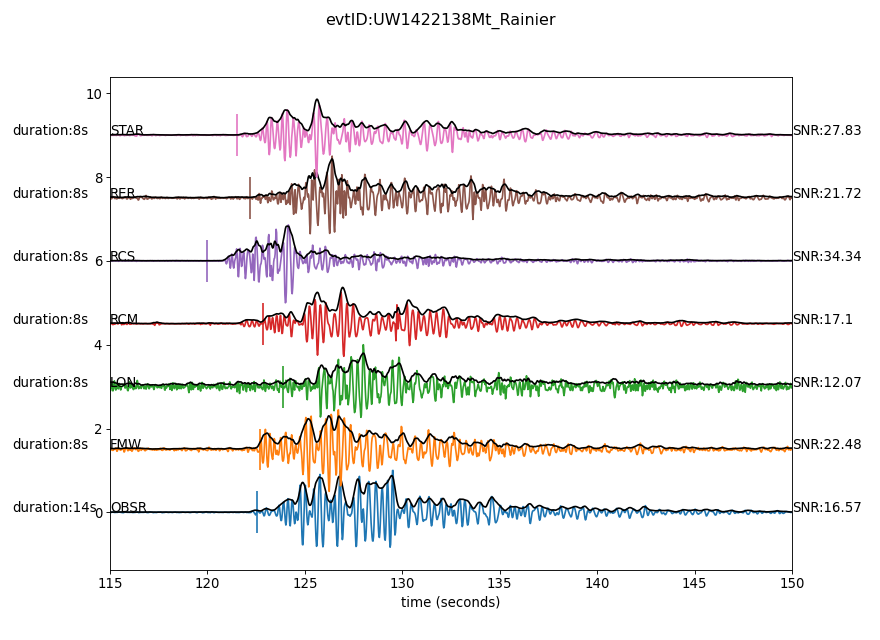 evtID:UW1422138Mt_Rainier
10
duration:8s STAR SNR:27.83
8
duration:8s RER SNR:21.72
duration:8s RCS SNR:34.34
6
duration:8s RCM SNR:17.1
4
duration:8s LON SNR:12.07
2
duration:8s FMW SNR:22.48
duration:14s OBSR SNR:16.57
0
115 120 125 130 135 140 145 150
time (seconds)